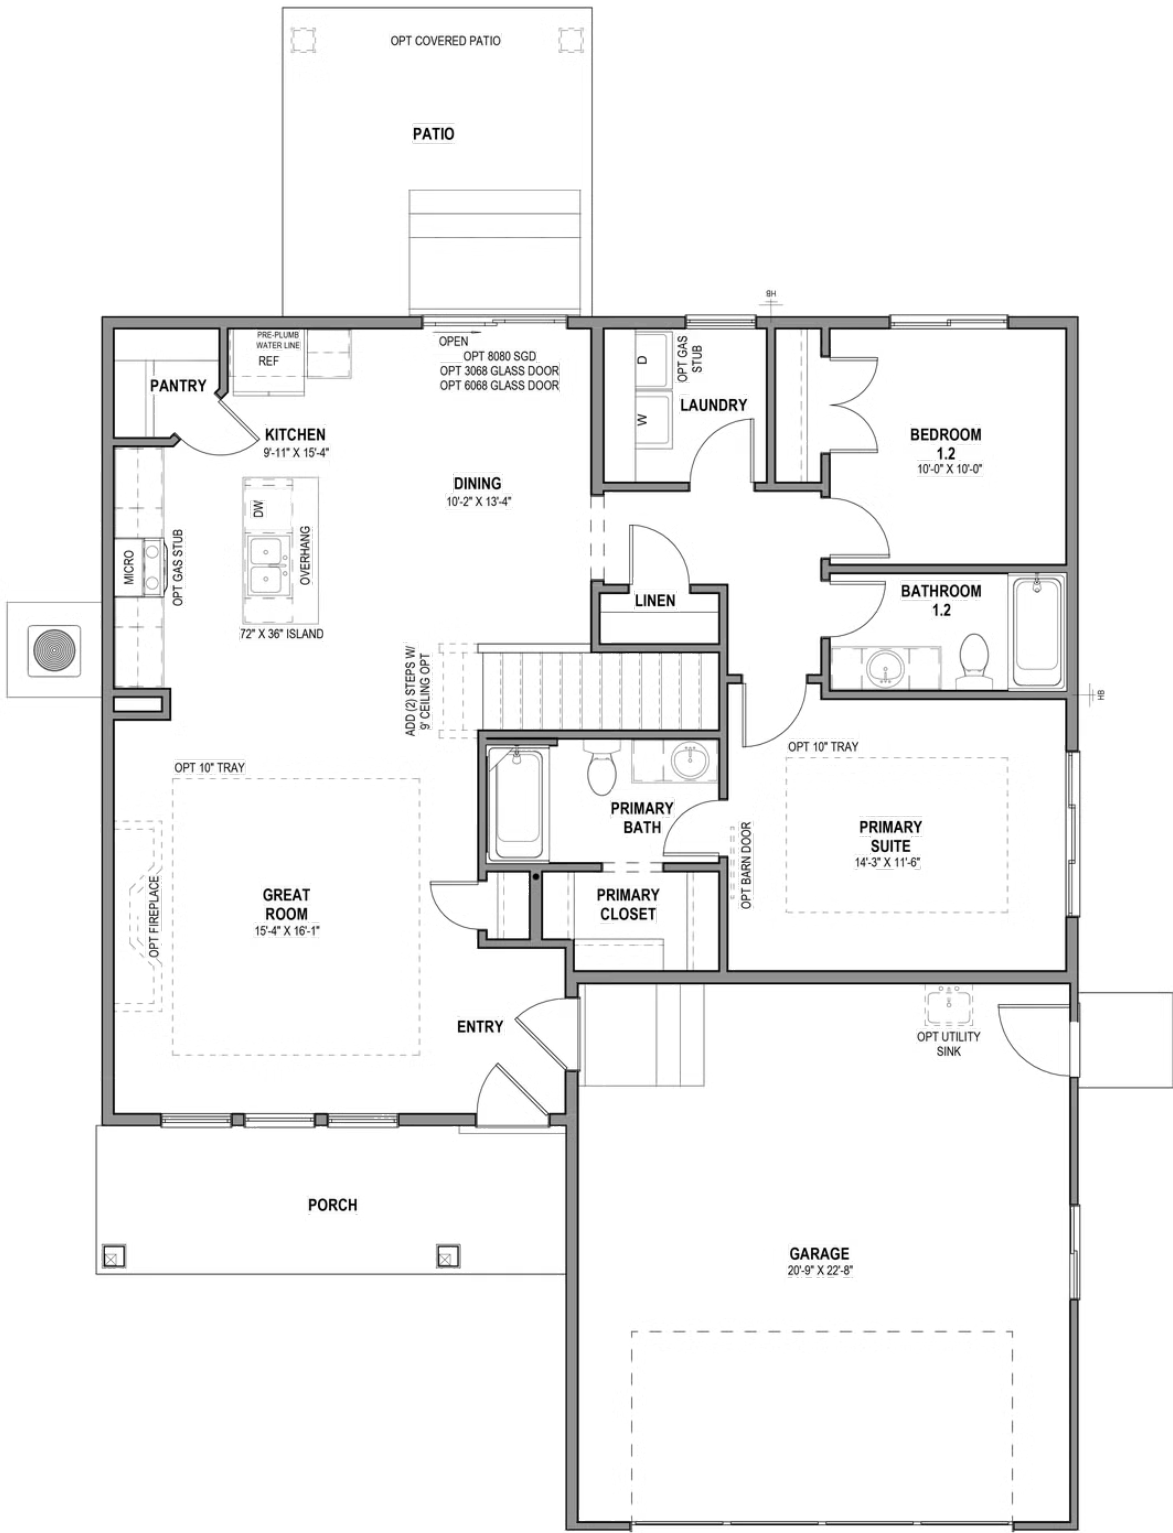 OPT COVERED PATIO
PATIO
HB
PRE-PLUMB
WATER LINE
REF
OPEN
OPT 8080 SGD
OPT 3068 GLASS DOOR
OPT 6068 GLASS DOOR
D
W
OPT GAS
STUB
LAUNDRY
PANTRY
KITCHEN
9'-11" X 15'-4"
DINING
10'-2" X 13'-4"
BEDROOM
1.2
10'-0" X 10'-0"
DW
OVERHANG
MICRO
OPT GAS STUB
72" X 36" ISLAND
LINEN
BATHROOM
1.2
ADD (2) STEPS W/
9' CEILING OPT
HB
OPT 10" TRAY
OPT 10" TRAY
PRIMARY
BATH
OPT BARN DOOR
PRIMARY
SUITE
14'-3" X 11'-6"
PRIMARY
CLOSET
OPT FIREPLACE
GREAT
ROOM
15'-4" X 16'-1"
ENTRY
OPT UTILITY
SINK
PORCH
GARAGE
20'-9" X 22'-8"